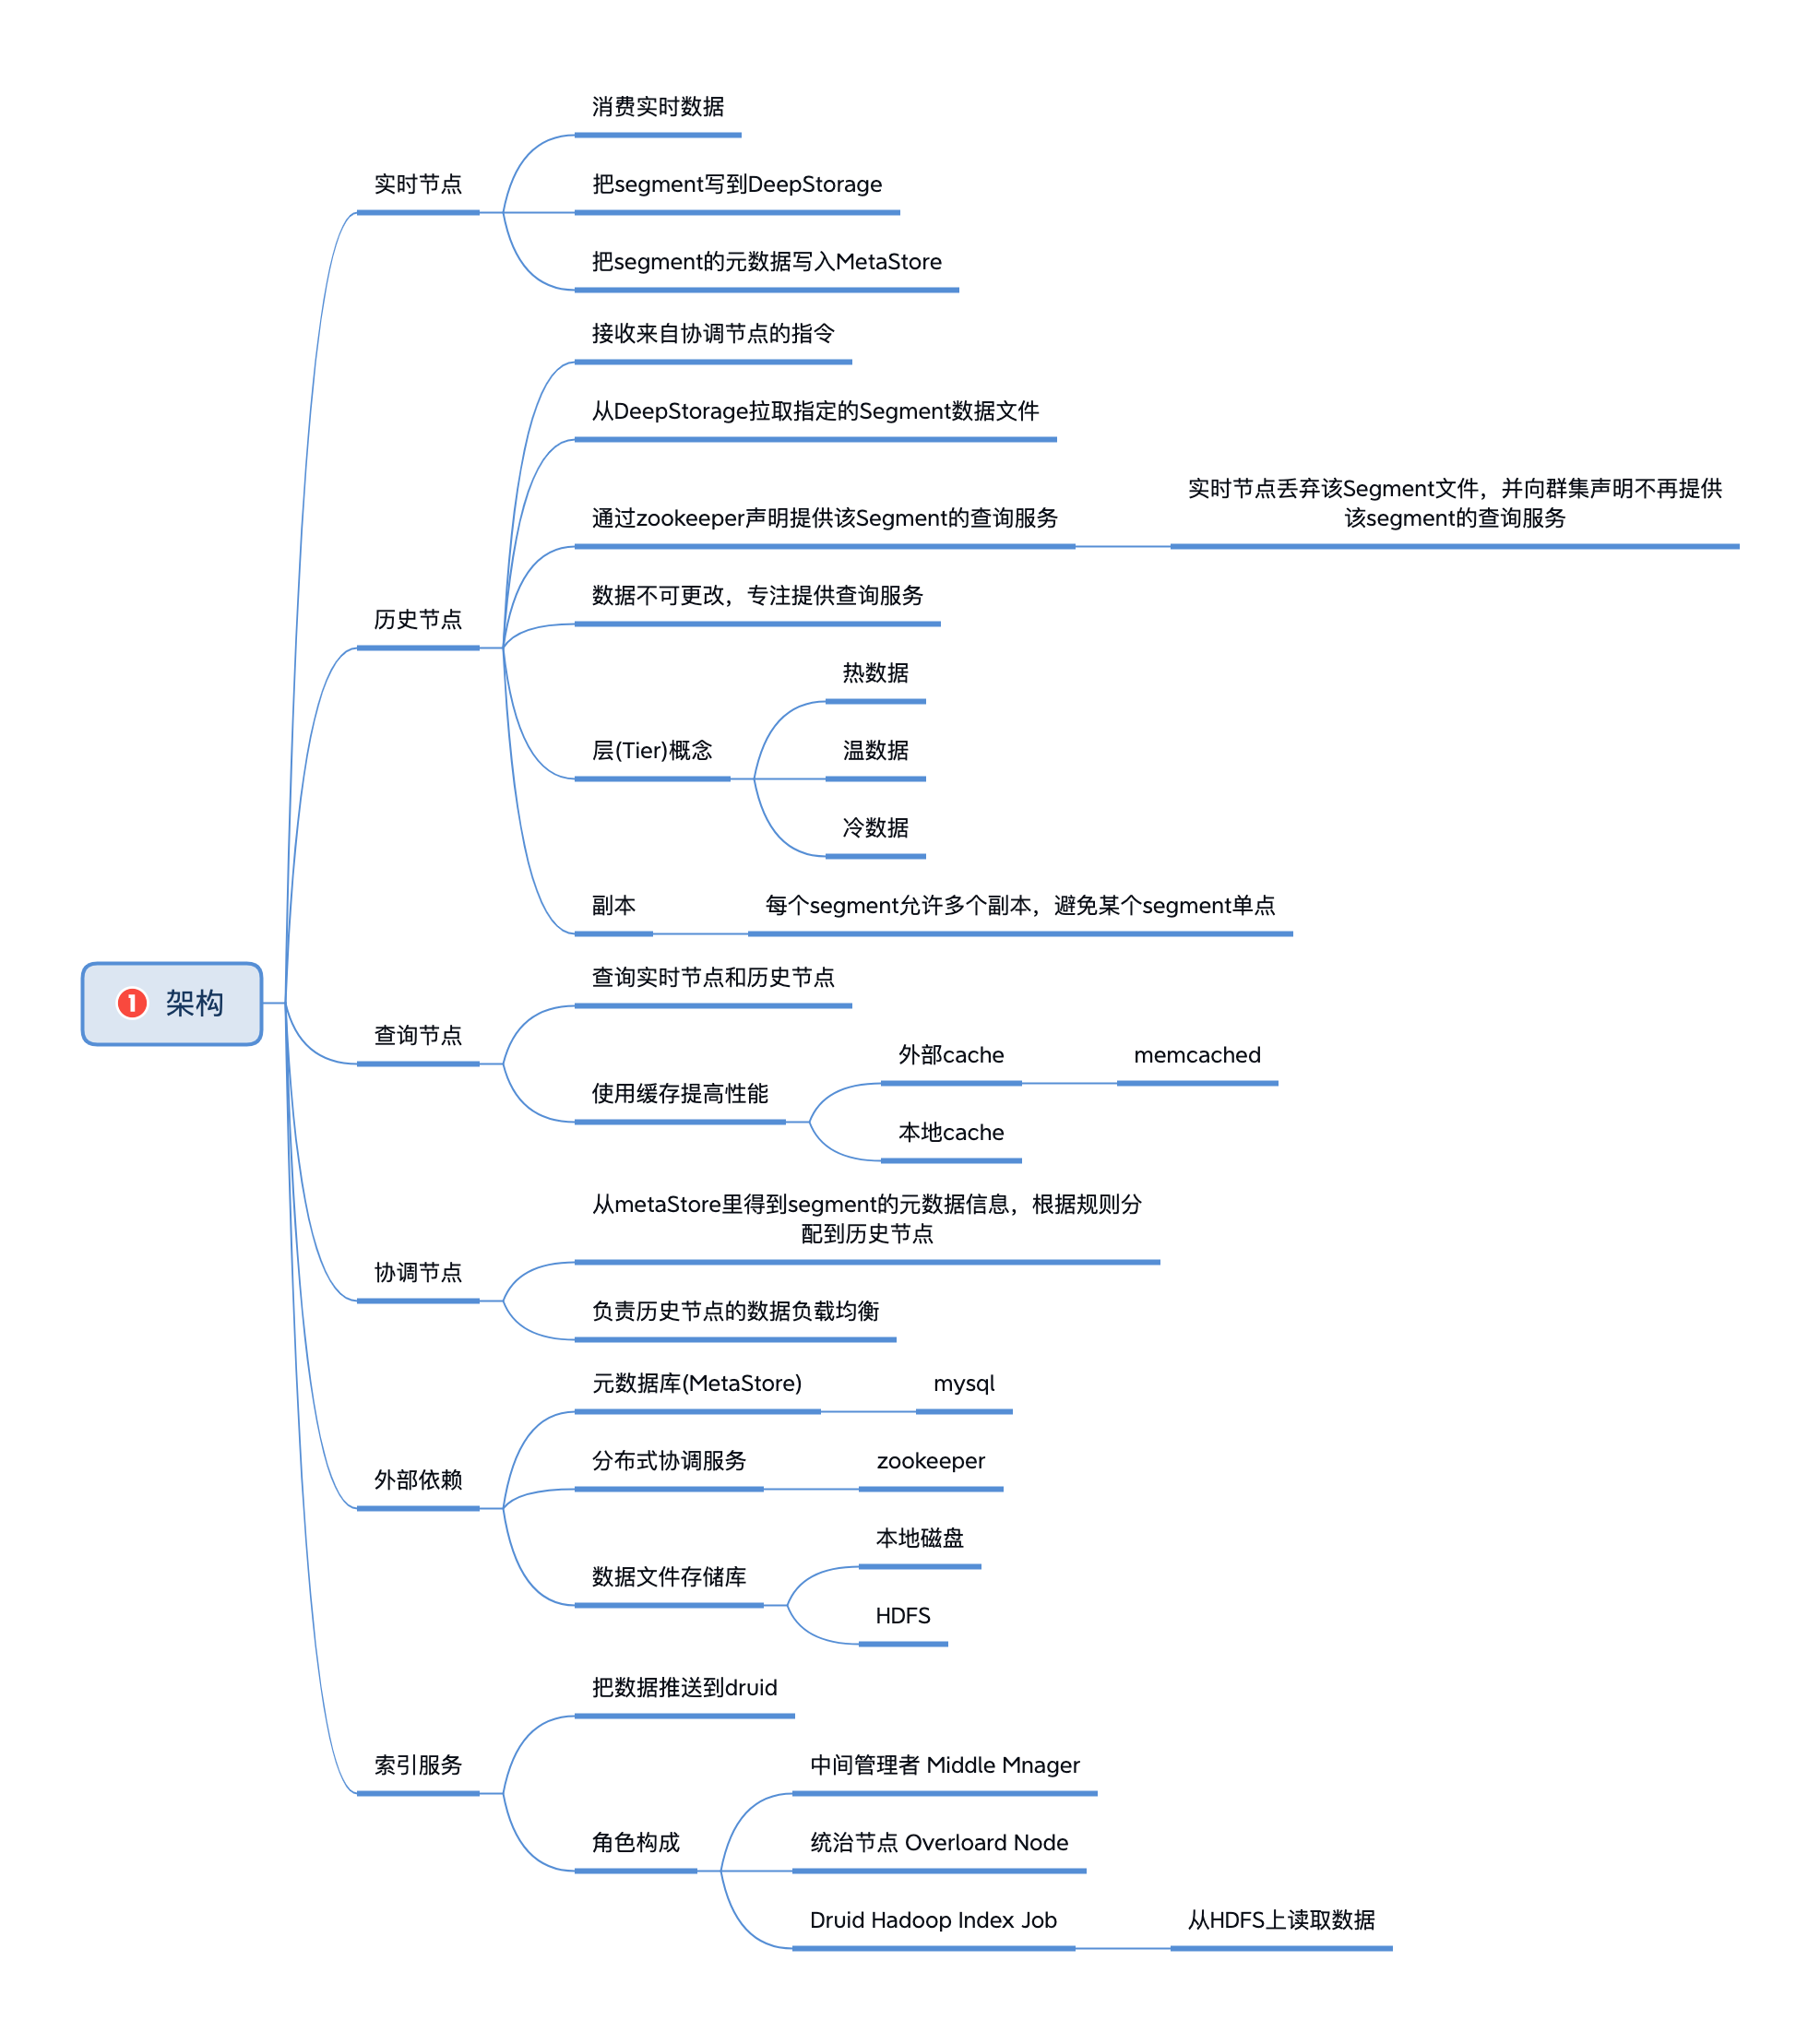 1 架构
实时节点
消费实时数据
把segment写到DeepStorage
把segment的元数据写入MetaStore
历史节点
接收来自协调节点的指令
从DeepStorage拉取指定的Segment数据文件
通过zookeeper声明提供该Segment的查询服务
实时节点丢弃该Segment文件，并向群集声明不再提供
该segment的查询服务
数据不可更改，专注提供查询服务
层(Tier)概念
热数据
温数据
冷数据
副本
每个segment允许多个副本，避免某个segment单点
查询节点
查询实时节点和历史节点
使用缓存提高性能
外部cache
memcached
本地cache
协调节点
从metaStore里得到segment的元数据信息，根据规则分
配到历史节点
负责历史节点的数据负载均衡
外部依赖
元数据库(MetaStore)
mysql
分布式协调服务
zookeeper
数据文件存储库
本地磁盘
HDFS
索引服务
把数据推送到druid
角色构成
中间管理者 Middle Mnager
统治节点 Overloard Node
Druid Hadoop Index Job
从HDFS上读取数据